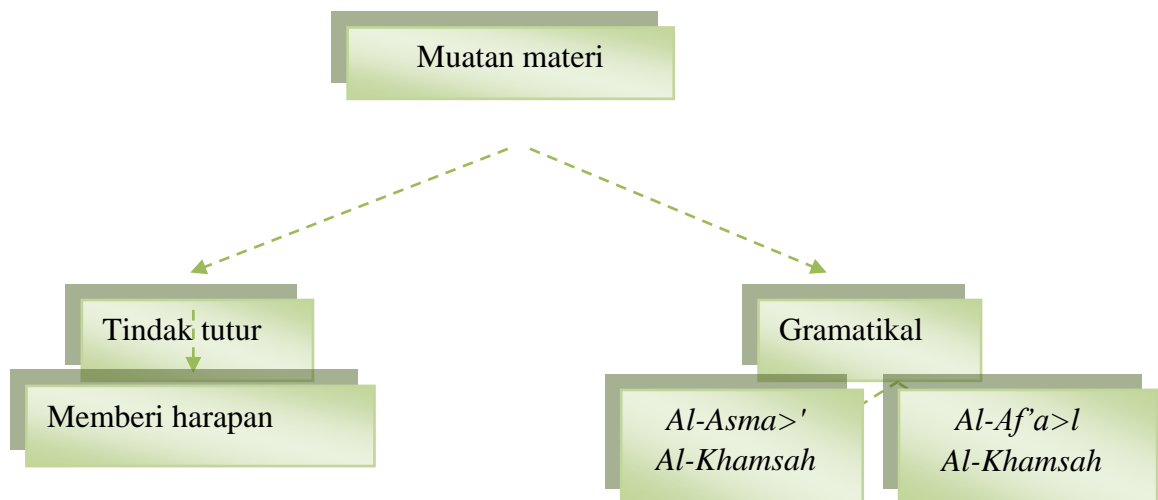 Muatan materi
Tindak tutur
Gramatikal
Memberi harapan
Al-Asma>'
Al-Khamsah
Al-Af’a>l
Al-Khamsah